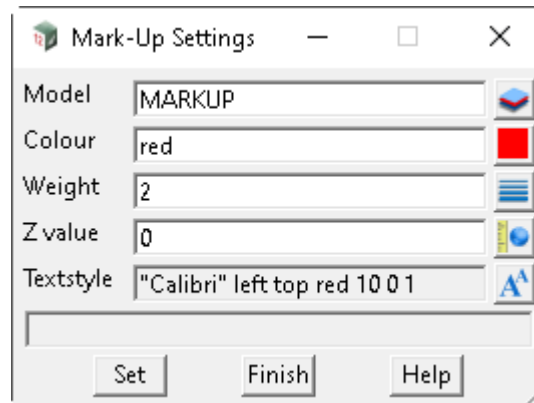 Mark-Up Settings
Model MARKUP
Colour red
Weight 2
Z value 0
Textstyle "Calibri" left top red 10 0 1
Set Finish Help